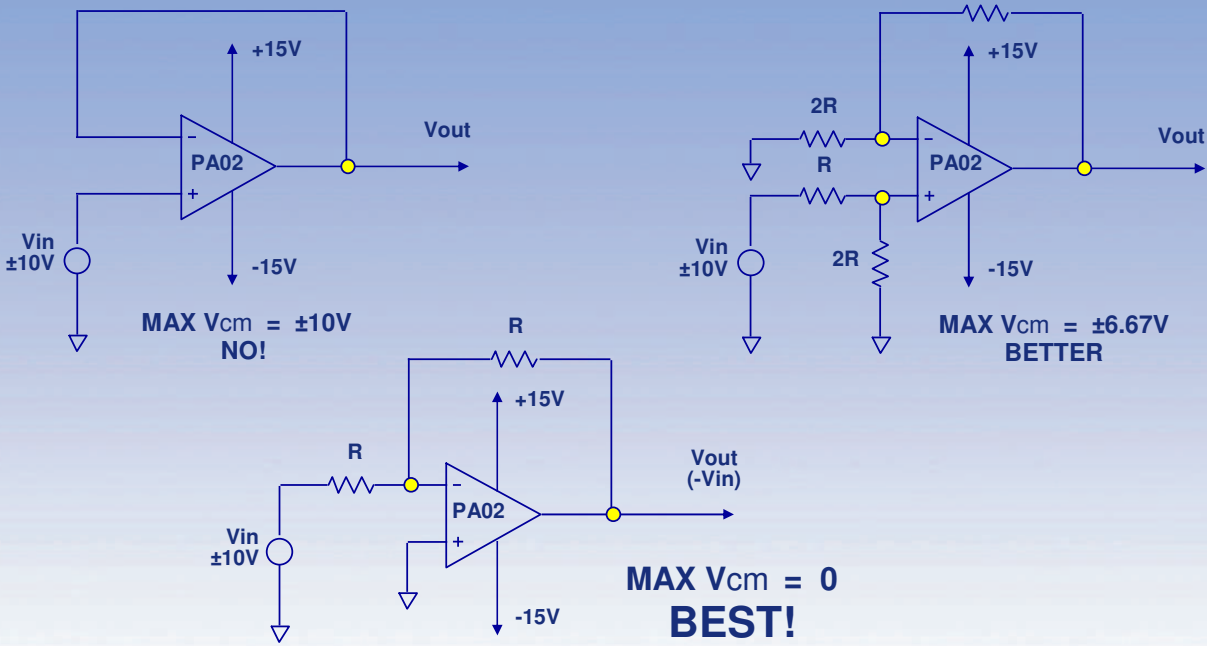 +15V
−
PA02
+
Vout
Vin
±10V
-15V
MAX Vcm = ±10V
NO!
+15V
2R
−
R
PA02
+
Vout
Vin
±10V
2R
-15V
MAX Vcm = ±6.67V
BETTER
R
+15V
R
−
PA02
+
Vout
(-Vin)
Vin
±10V
-15V
MAX Vcm = 0
BEST!